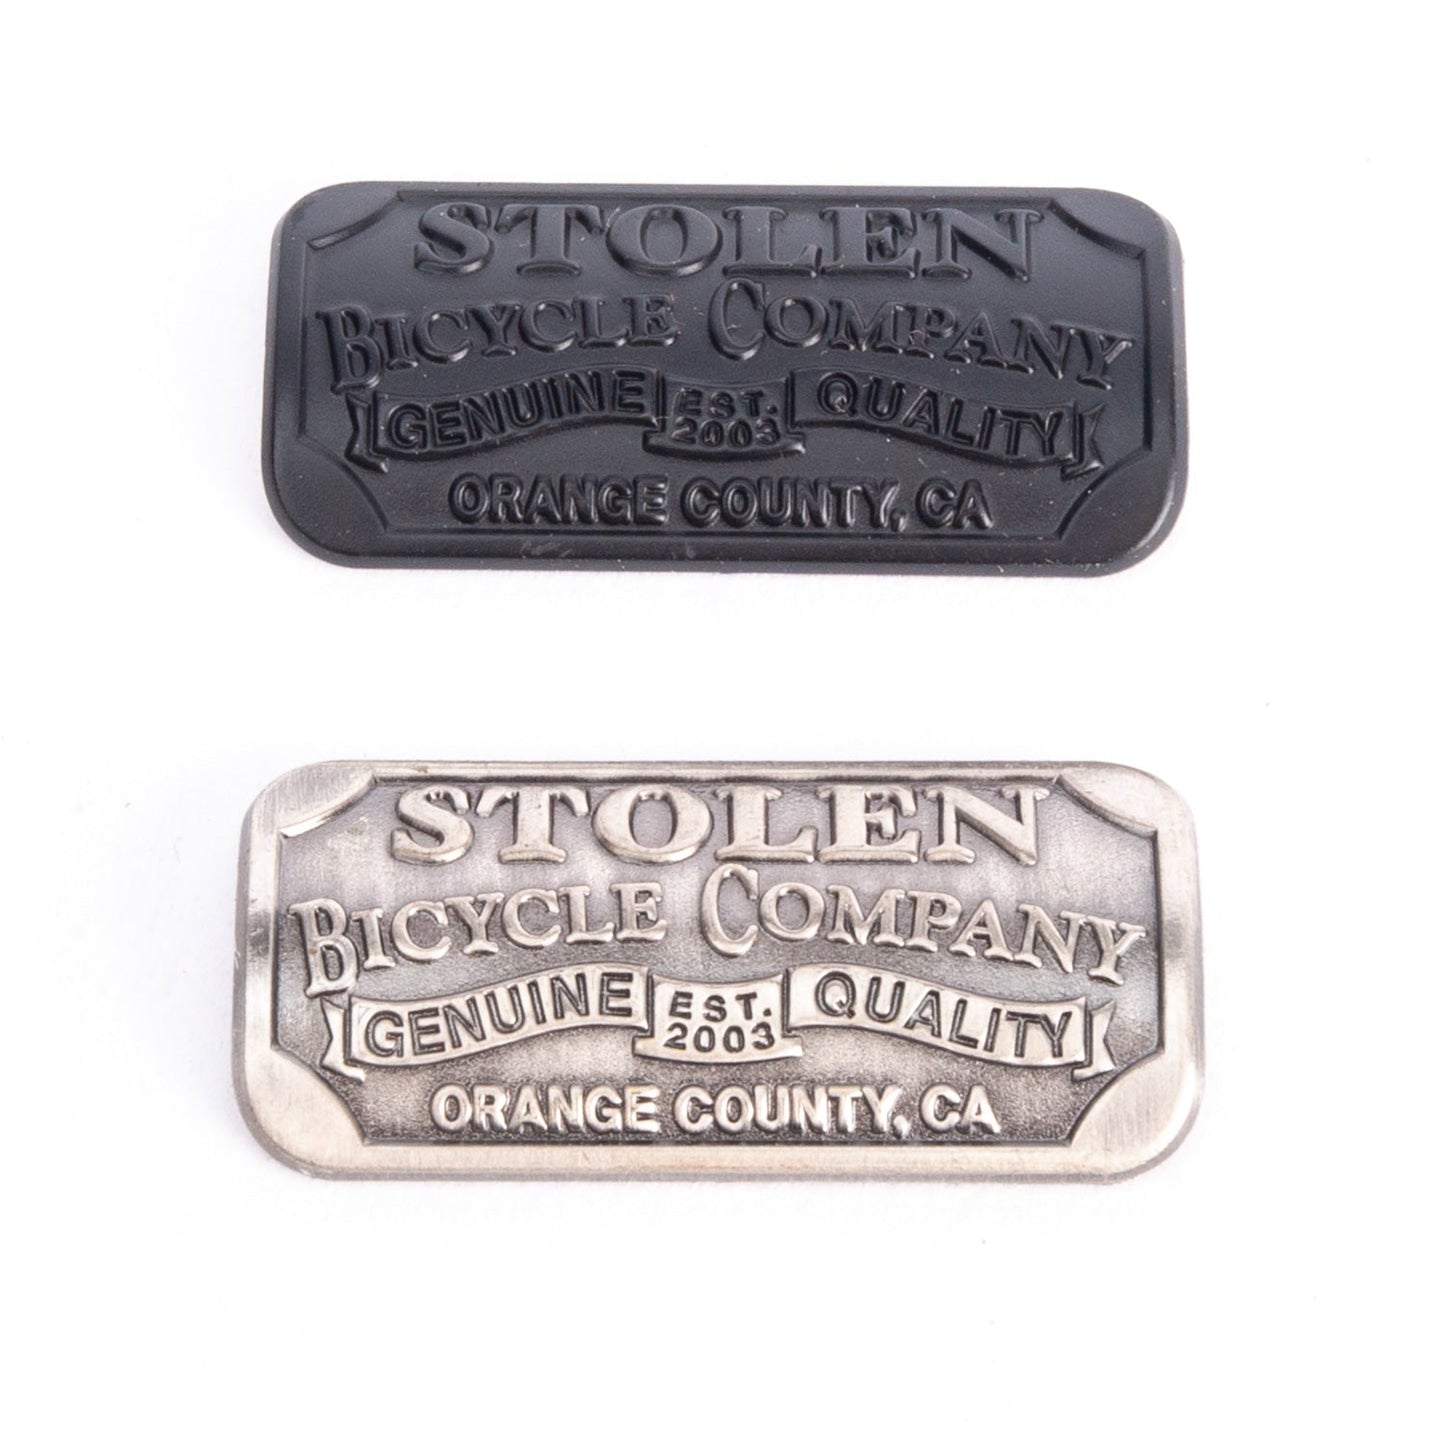 STOLEN
BICYCLE COMPANY
GENUINE EST. 2003 QUALITY
ORANGE COUNTY, CA
STOLEN
BICYCLE COMPANY
GENUINE EST. 2003 QUALITY
ORANGE COUNTY, CA